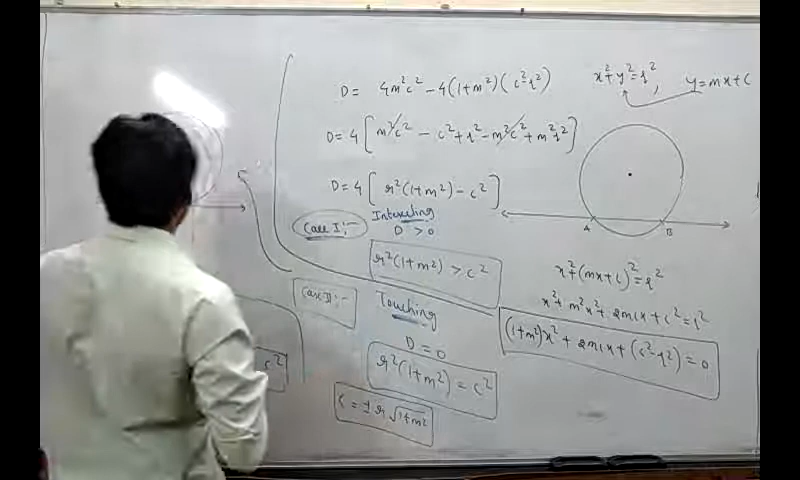 D = 4m²c² - 4(1+m²)(c²-r²)
D = 4[m²c² - c² + r² - m²c² + m²r²]
D = 4[r²(1+m²) - c²]
Case I :-
Intersecting
D > 0
r²(1+m²) > c²
Case II :-
Touching
D = 0
r²(1+m²) = c²
c = ± r √1+m²
c²
x²+y²=r² , y=mx+c
A B
x²+(mx+c)²=r²
x²+m²x²+2mcx+c²=r²
(1+m²)x²+2mcx+(c²-r²)=0